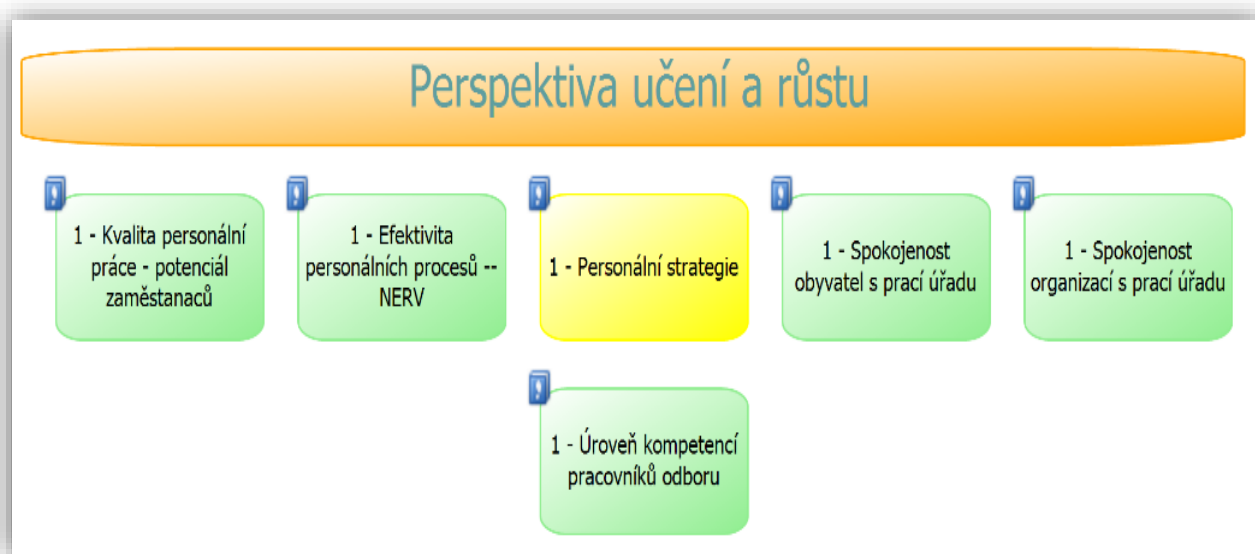 Perspektiva učení a růstu
1 - Kvalita personální
práce - potenciál
zaměstanaců
1 - Efektivita
personálních procesů --
NERV
1 - Personální strategie
1 - Spokojenost
obyvatel s prací úřadu
1 - Spokojenost
organizací s prací úřadu
1 - Úroveň kompetencí
pracovníků odboru